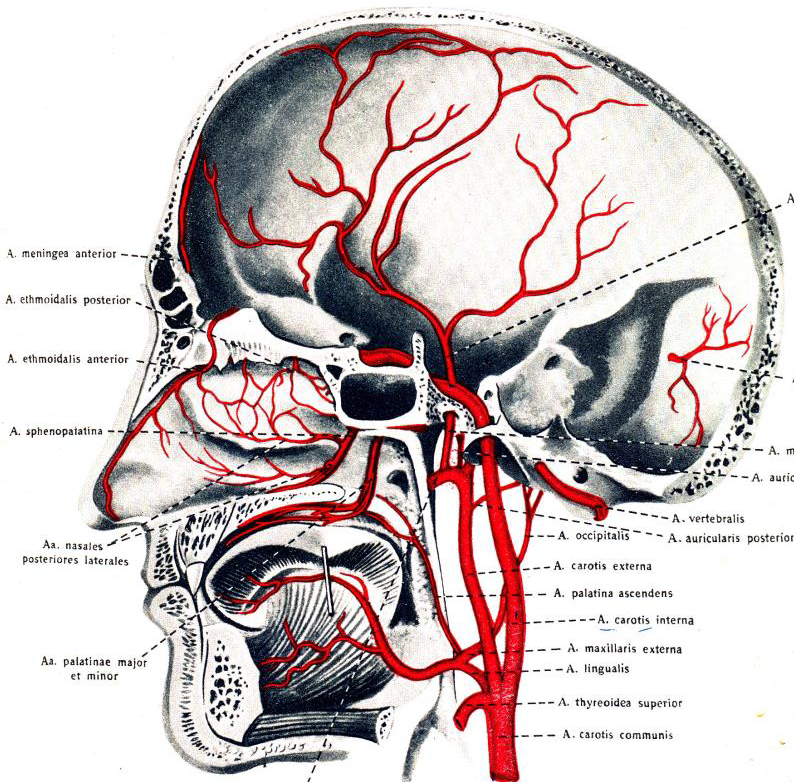 A. meningea anterior
A. ethmoidalis posterior
A. ethmoidalis anterior
A. sphenopalatina
Aa. nasales
posteriores laterales
Aa. palatinae major
et minor
A
A. m
A. auric
A. vertebralis
A. auricularis posterior
A. occipitalis
A. carotis externa
A. palatina ascendens
A. carotis interna
A. maxillaris externa
A. lingualis
A. thyreoidea superior
A. carotis communis